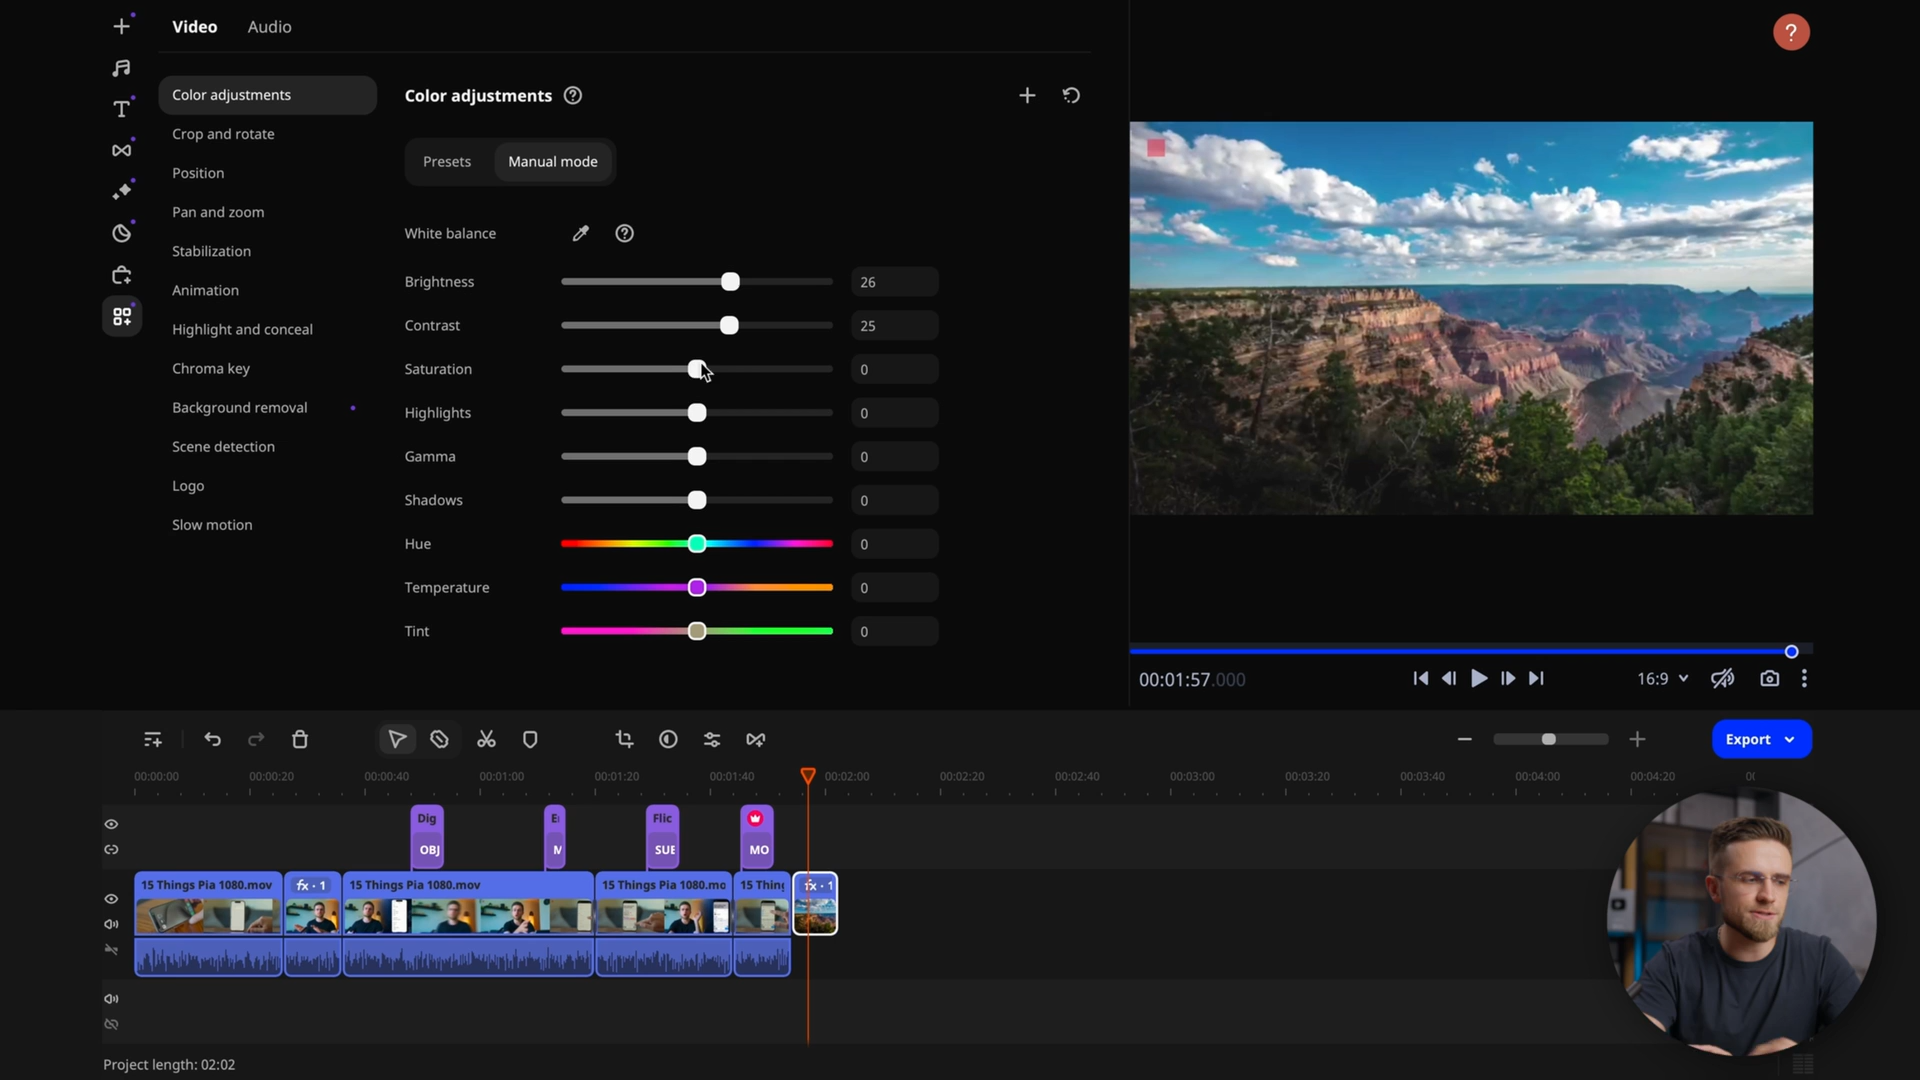 Video
Audio
Color adjustments
Crop and rotate
Position
Pan and zoom
Stabilization
Animation
Highlight and conceal
Chroma key
Background removal
Scene detection
Logo
Slow motion
Color adjustments
Presets
Manual mode
White balance
Brightness
26
Contrast
25
Saturation
0
Highlights
0
Gamma
0
Shadows
0
Hue
0
Temperature
0
Tint
0
?
00:01:57.000
16:9
Export
00:00:00
00:00:20
00:00:40
00:01:00
00:01:20
00:01:40
00:02:00
00:02:20
00:02:40
00:03:00
00:03:20
00:03:40
00:04:00
00:04:20
Dig
OBJ
Flic
MO
15 Things Pia 1080.mov
fx · 1
15 Things Pia 1080.mov
15 Things Pia 1080.mo
15 Thing
fx · 1
Project length: 02:02